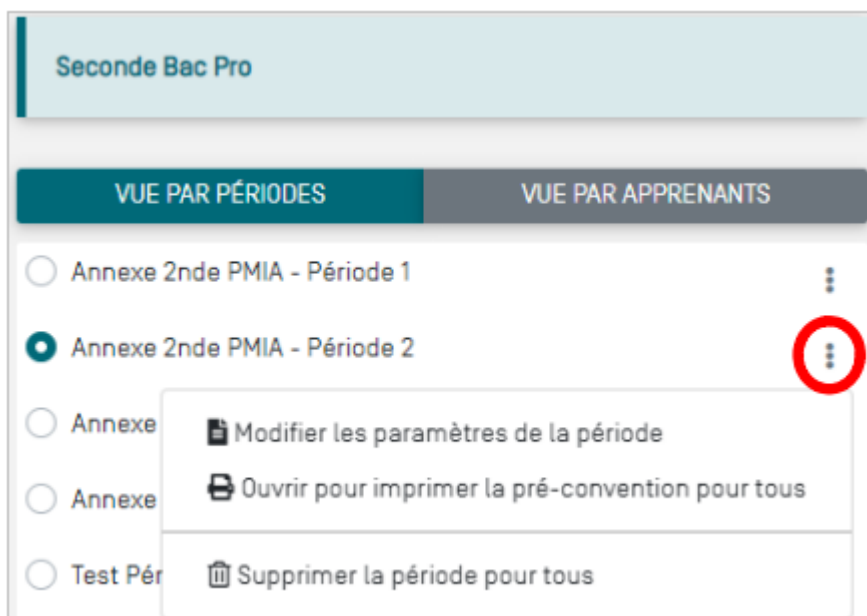 Seconde Bac Pro
VUE PAR PÉRIODES VUE PAR APPRENANTS
Annexe 2nde PMIA - Période 1
Annexe 2nde PMIA - Période 2
Annexe
Modifier les paramètres de la période
Annexe
Ouvrir pour imprimer la pré-convention pour tous
Test Pér
Supprimer la période pour tous